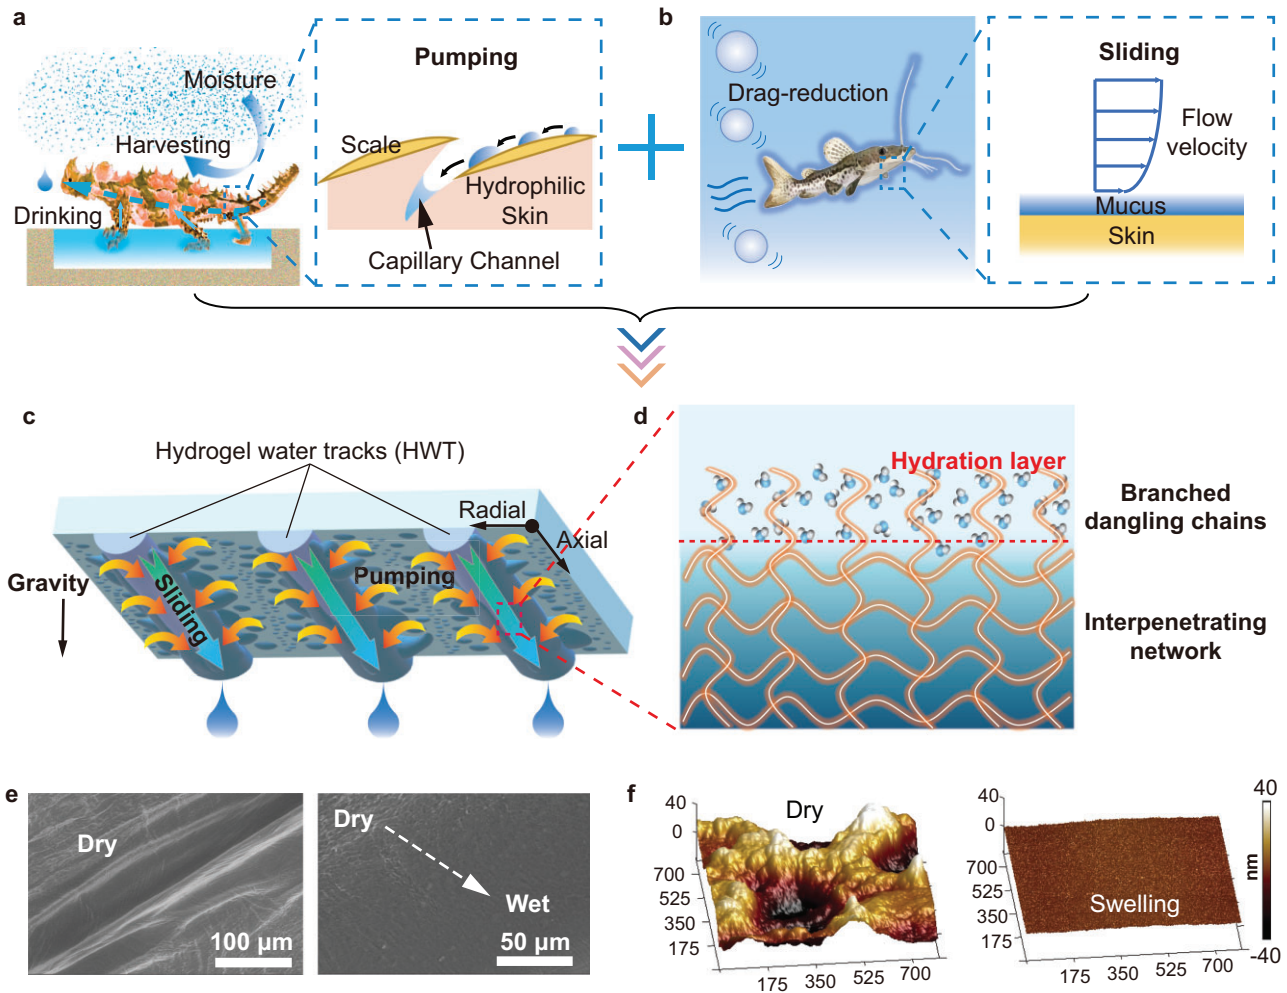 a
Moisture
Harvesting
Drinking
Pumping
Scale
Hydrophilic
Skin
Capillary Channel
b
Drag-reduction
Sliding
Flow
velocity
Mucus
Skin
c
Hydrogel water tracks (HWT)
Radial
Axial
Pumping
Sliding
Gravity
d
Hydration layer
Branched
dangling chains
Interpenetrating
network
e
Dry
100 μm
Dry
Wet
50 μm
f
Dry
40
0
700
525
350
175
175
350
525
700
40
0
700
525
350
175
175
350
525
700
Swelling
40
nm
-40